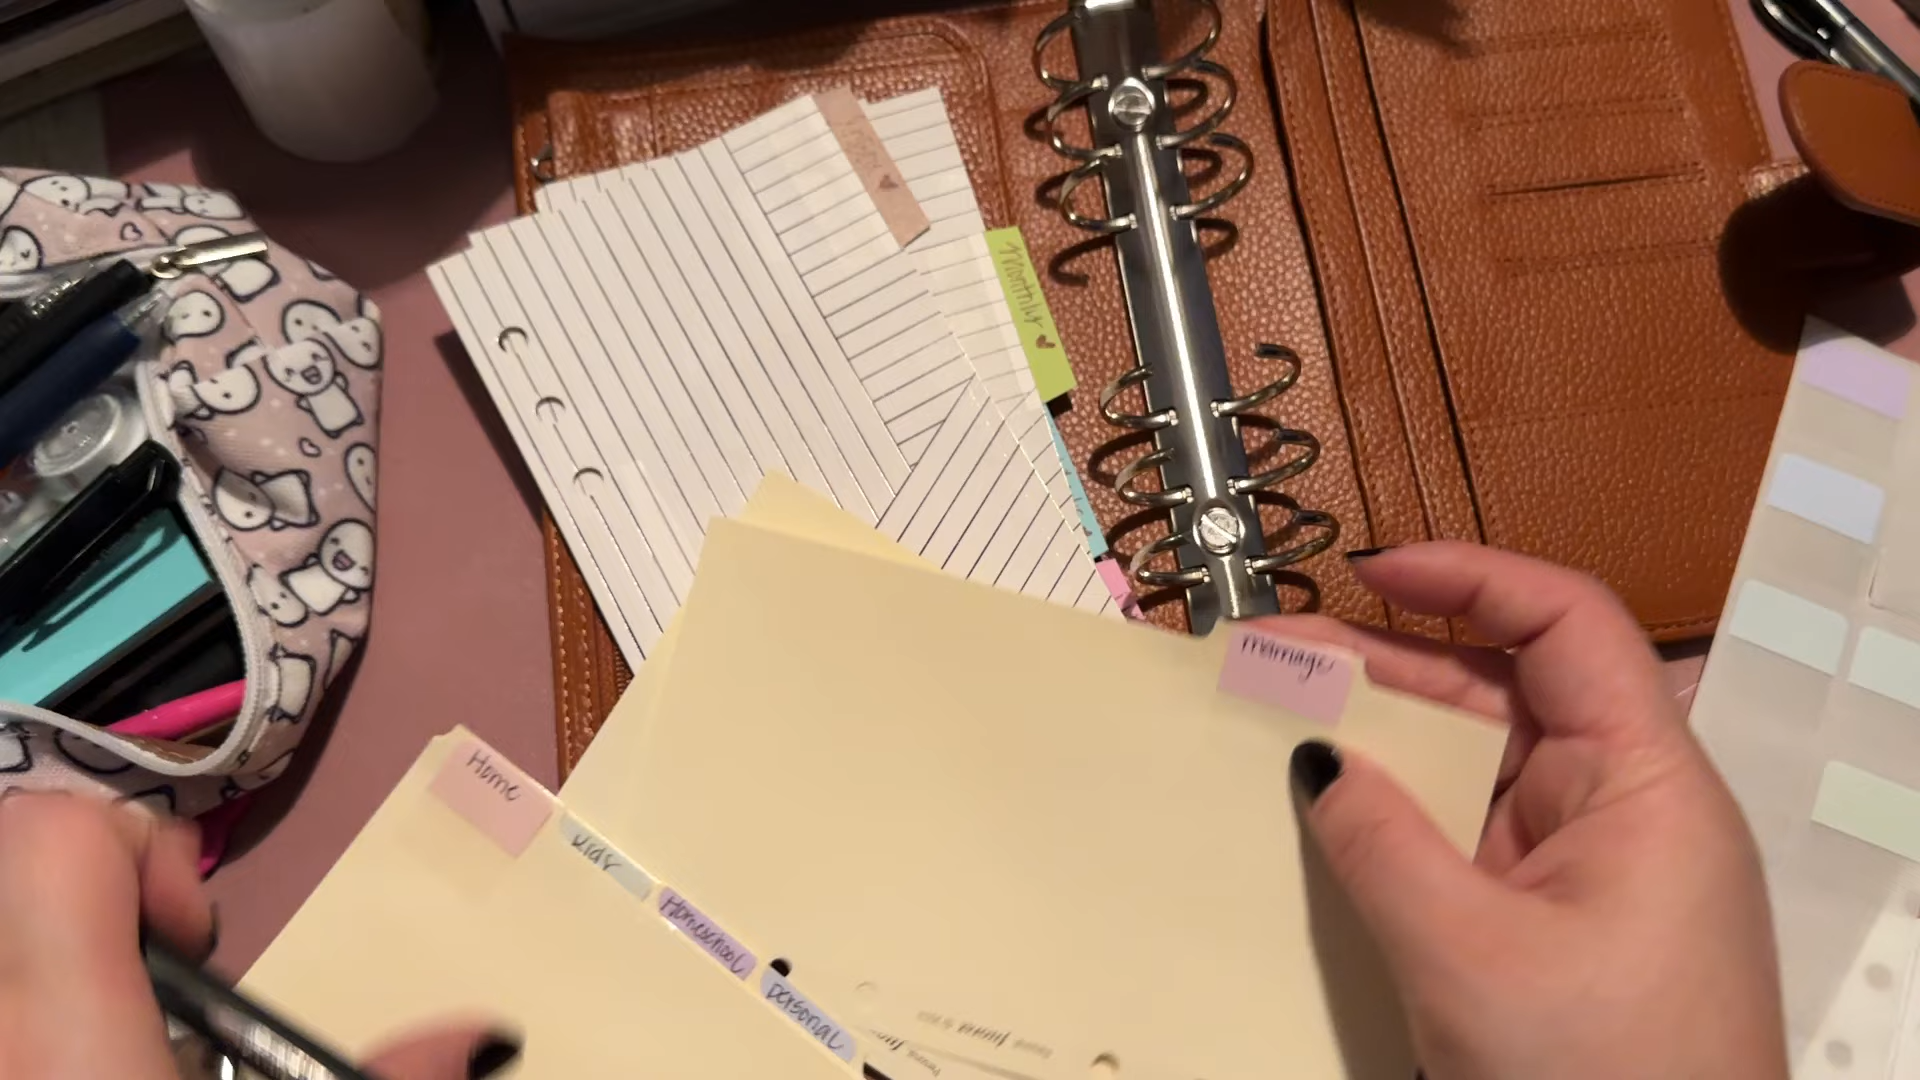 monthly
marriage
Home
Kids
Homeschool
personal